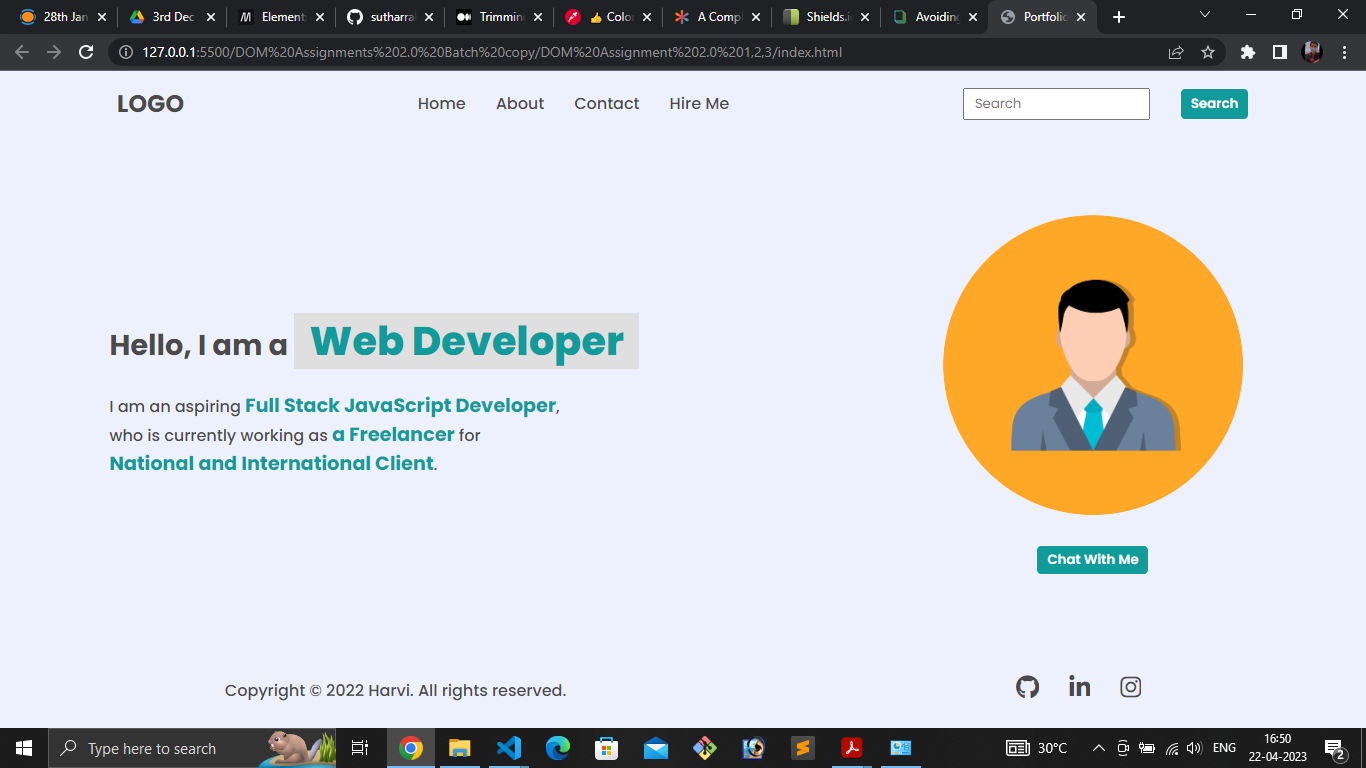 28th Jan
3rd Dec
Element
sutharra
Trimmin
👍 Color
A Compl
Shields.i
Avoiding
Portfolio
127.0.0.1:5500/DOM%20Assignments%202.0%20Batch%20copy/DOM%20Assignment%202.0%201,2,3/index.html
LOGO
Home
About
Contact
Hire Me
Search
Search
Hello, I am a Web Developer
I am an aspiring Full Stack JavaScript Developer,
who is currently working as a Freelancer for
National and International Client.
Chat With Me
Copyright © 2022 Harvi. All rights reserved.
Type here to search
30°C
ENG
16:50
22-04-2023
2